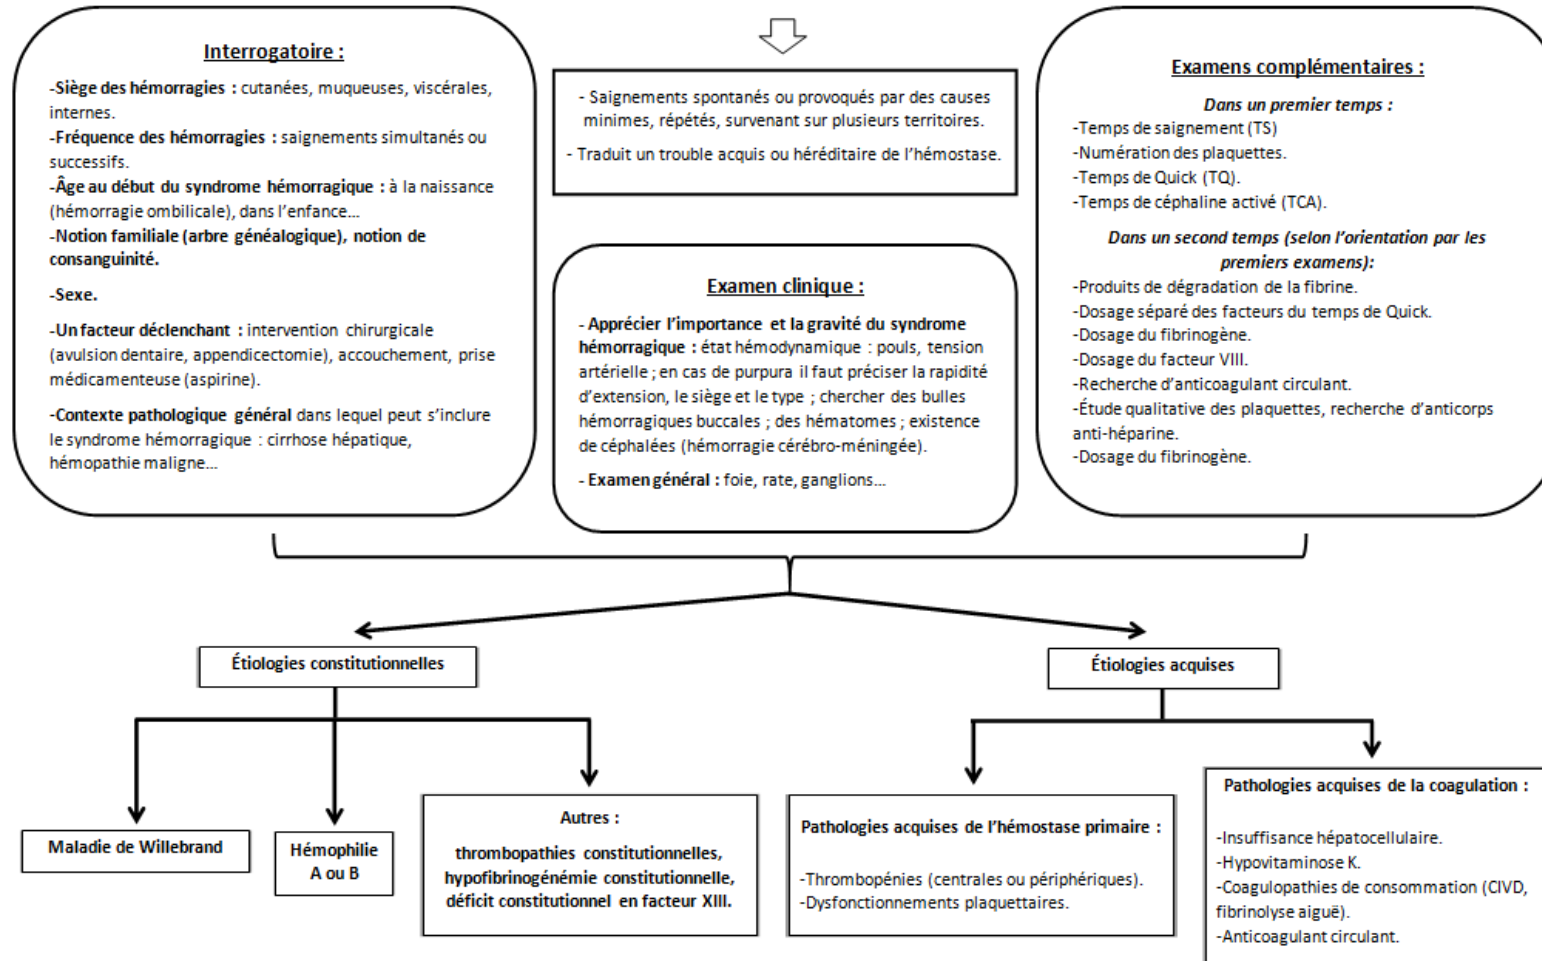 Interrogatoire :
-Siège des hémorragies : cutanées, muqueuses, viscérales,
internes.
-Fréquence des hémorragies : saignements simultanés ou
successifs.
-Âge au début du syndrome hémorragique : à la naissance
(hémorragie ombilicale), dans l'enfance...
-Notion familiale (arbre généalogique), notion de
consanguinité.
-Sexe.
-Un facteur déclenchant : intervention chirurgicale
(avulsion dentaire, appendicectomie), accouchement, prise
médicamenteuse (aspirine).
-Contexte pathologique général dans lequel peut s'inclure
le syndrome hémorragique : cirrhose hépatique,
hémopathie maligne...
- Saignements spontanés ou provoqués par des causes
minimes, répétés, survenant sur plusieurs territoires.
- Traduit un trouble acquis ou héréditaire de l'hémostase.
Examen clinique :
- Apprécier l'importance et la gravité du syndrome
hémorragique : état hémodynamique : pouls, tension
artérielle ; en cas de purpura il faut préciser la rapidité
d'extension, le siège et le type ; chercher des bulles
hémorragiques buccales ; des hématomes ; existence
de céphalées (hémorragie cérébro-méningée).
- Examen général : foie, rate, ganglions...
Examens complémentaires :
Dans un premier temps :
-Temps de saignement (TS)
-Numération des plaquettes.
-Temps de Quick (TQ).
-Temps de céphaline activé (TCA).
Dans un second temps (selon l'orientation par les
premiers examens):
-Produits de dégradation de la fibrine.
-Dosage séparé des facteurs du temps de Quick.
-Dosage du fibrinogène.
-Dosage du facteur VIII.
-Recherche d'anticoagulant circulant.
-Étude qualitative des plaquettes, recherche d'anticorps
anti-héparine.
-Dosage du fibrinogène.
Étiologies constitutionnelles
Étiologies acquises
Maladie de Willebrand
Hémophilie
A ou B
Autres :
thrombopathies constitutionnelles,
hypofibrinogénémie constitutionnelle,
déficit constitutionnel en facteur XIII.
Pathologies acquises de l'hémostase primaire :
-Thrombopénies (centrales ou périphériques).
-Dysfonctionnements plaquettaires.
Pathologies acquises de la coagulation :
-Insuffisance hépatocellulaire.
-Hypovitaminose K.
-Coagulopathies de consommation (CIVD,
fibrinolyse aiguë).
-Anticoagulant circulant.